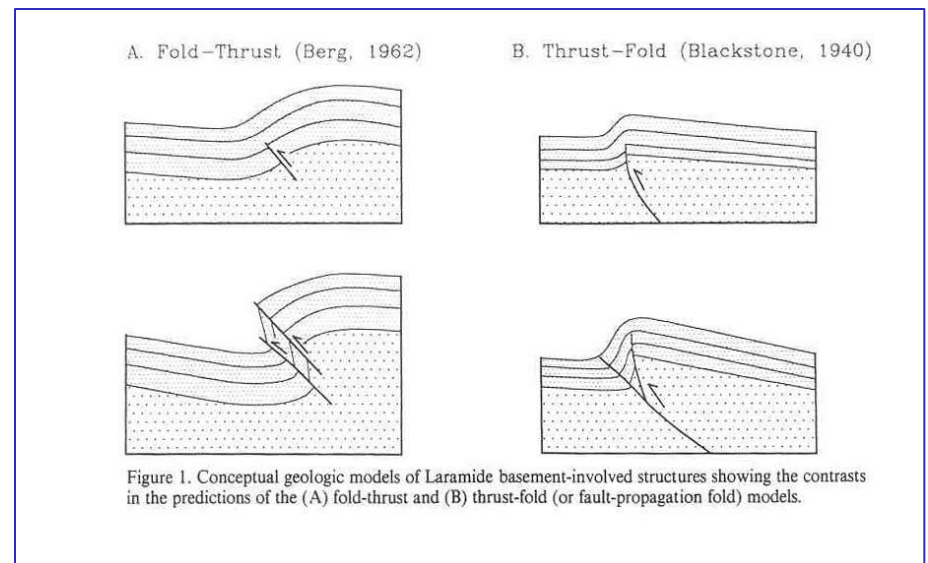 A. Fold-Thrust (Berg, 1962)
B. Thrust-Fold (Blackstone, 1940)
Figure 1. Conceptual geologic models of Laramide basement-involved structures showing the contrasts
in the predictions of the (A) fold-thrust and (B) thrust-fold (or fault-propagation fold) models.